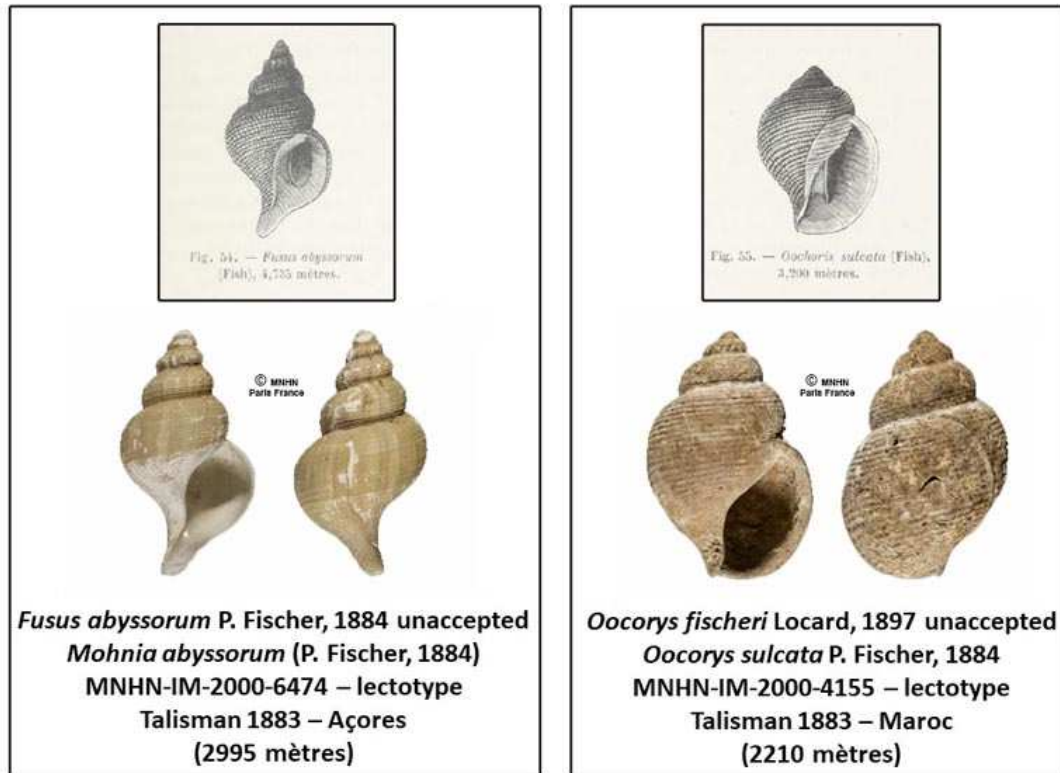 Fig. 54. — Fusus abyssorum
(Fish), 4,735 mètres.
© MNHN
Paris France
Fusus abyssorum P. Fischer, 1884 unaccepted
Mohnia abyssorum (P. Fischer, 1884)
MNHN-IM-2000-6474 – lectotype
Talisman 1883 – Açores
(2995 mètres)
Fig. 55. — Oochoris sulcata (Fish),
3,200 mètres.
© MNHN
Paris France
Oocorys fischeri Locard, 1897 unaccepted
Oocorys sulcata P. Fischer, 1884
MNHN-IM-2000-4155 – lectotype
Talisman 1883 – Maroc
(2210 mètres)